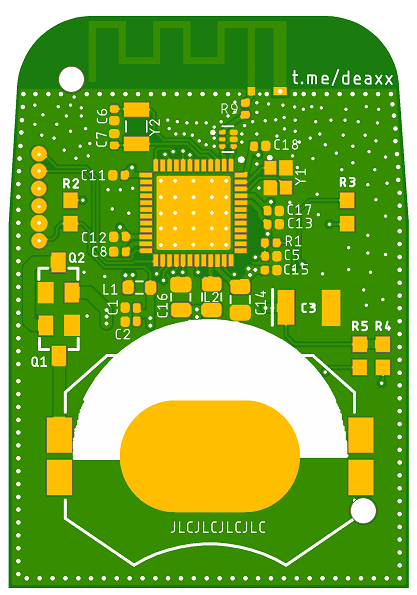 t.me/deaxx
C6
R9
Y2
C7
C18
C11
Y1
R2
R3
C17
C13
C12
R1
C8
C5
Q2
C15
L1
L2
C1
C16
C14
C3
C2
R5 R4
Q1
JLCJLCJLCJLC